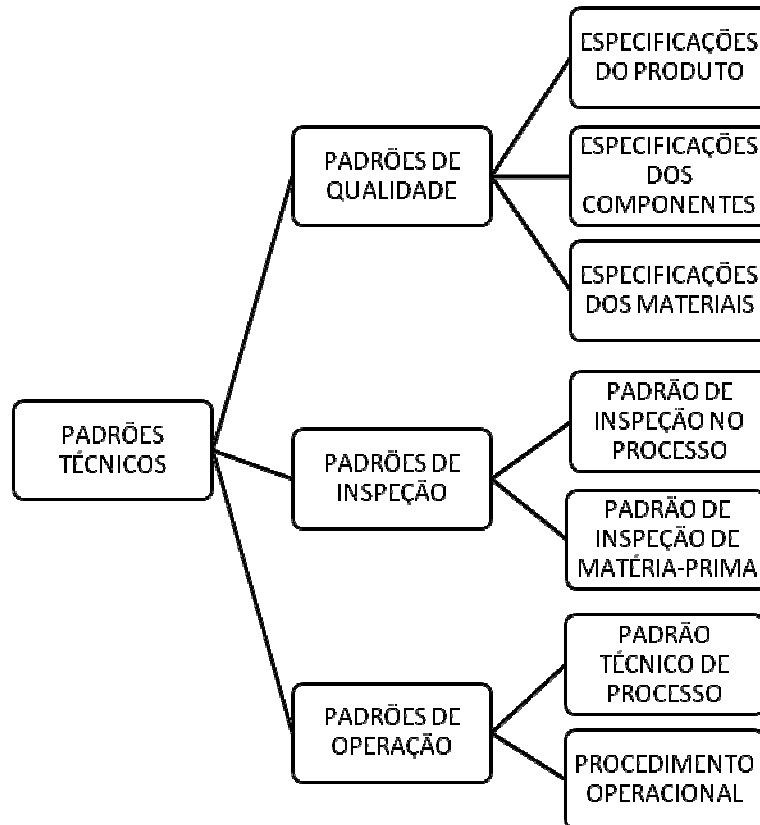 ESPECIFICAÇÕES
DO PRODUTO
PADRÕES DE
QUALIDADE
ESPECIFICAÇÕES
DOS
COMPONENTES
ESPECIFICAÇÕES
DOS MATERIAIS
PADRÕES
TÉCNICOS
PADRÕES DE
INSPEÇÃO
PADRÃO DE
INSPEÇÃO NO
PROCESSO
PADRÃO DE
INSPEÇÃO DE
MATÉRIA-PRIMA
PADRÕES DE
OPERAÇÃO
PADRÃO
TÉCNICO DE
PROCESSO
PROCEDIMENTO
OPERACIONAL